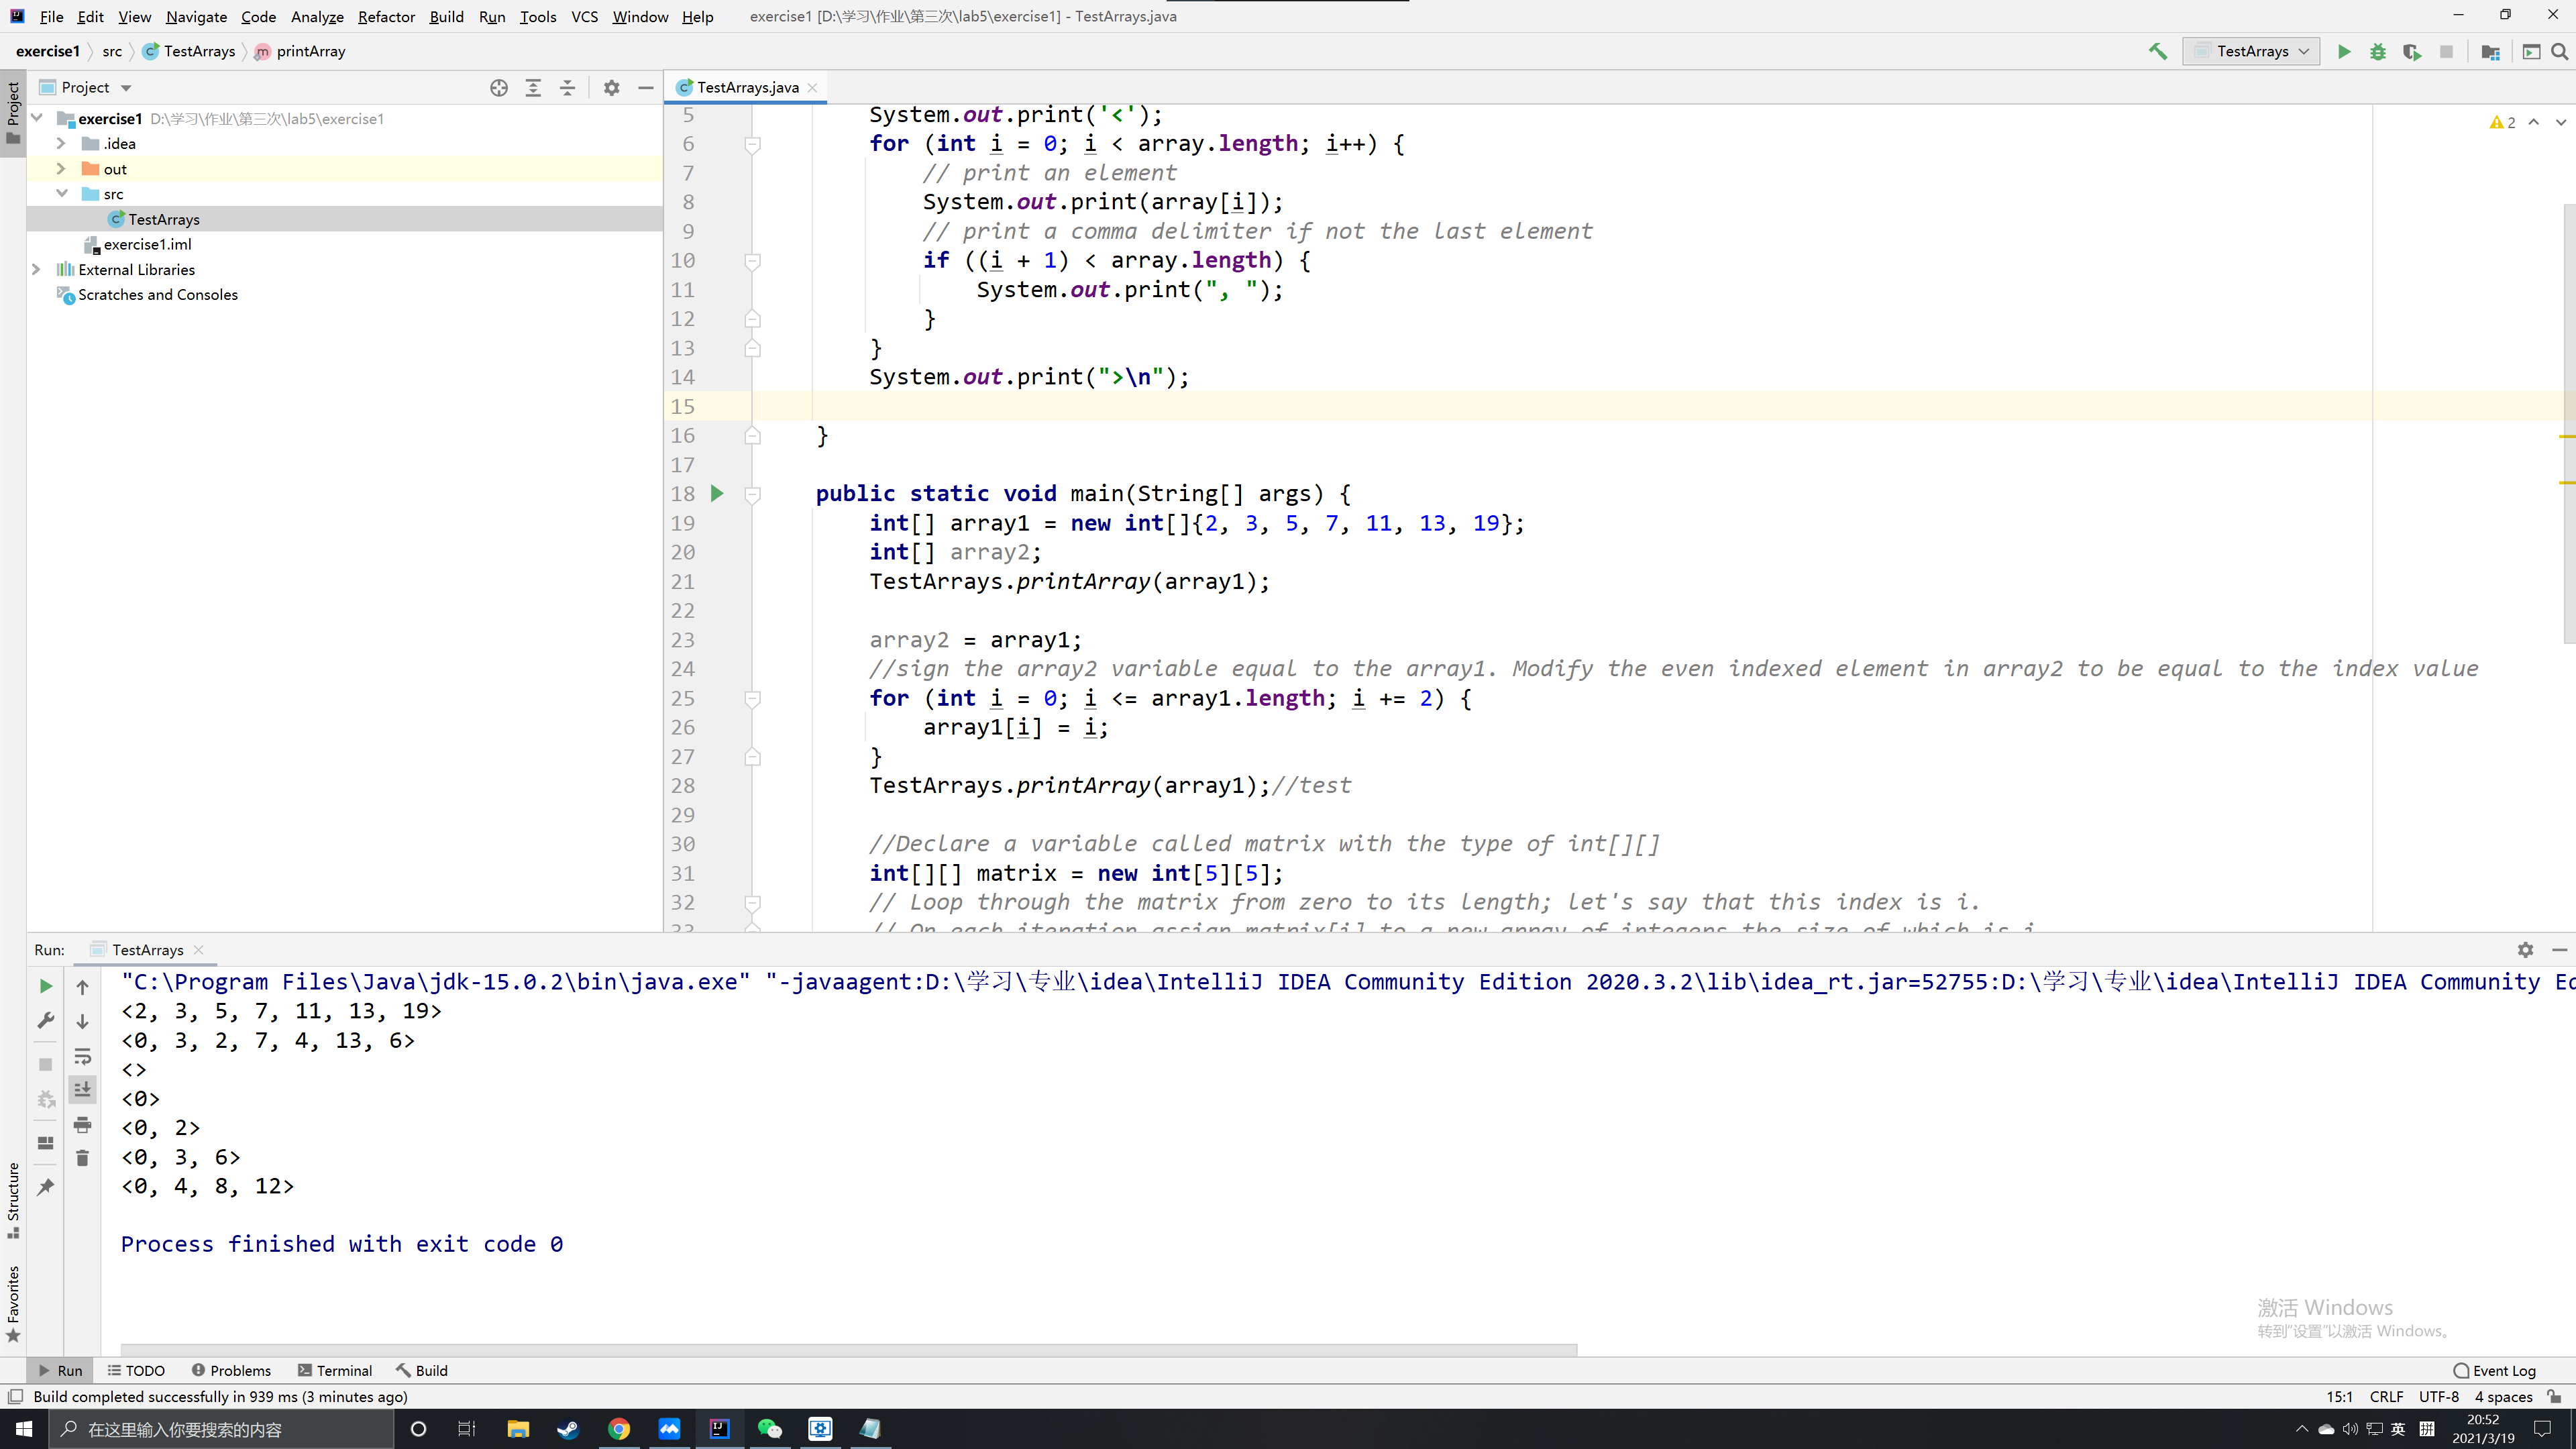 File Edit View Navigate Code Analyze Refactor Build Run Tools VCS Window Help exercise1 [D:\学习\作业\第三次\lab5\exercise1] - TestArrays.java
exercise1 src TestArrays printArray TestArrays
Project
Project
TestArrays.java
exercise1 D:\学习\作业\第三次\lab5\exercise1
.idea
out
src
TestArrays
exercise1.iml
External Libraries
Scratches and Consoles
2
5 System.out.print('<');
6 for (int i = 0; i < array.length; i++) {
7 // print an element
8 System.out.print(array[i]);
9 // print a comma delimiter if not the last element
10 if ((i + 1) < array.length) {
11 System.out.print(", ");
12 }
13 }
14 System.out.print(">\n");
15
16 }
17
18 public static void main(String[] args) {
19 int[] array1 = new int[]{2, 3, 5, 7, 11, 13, 19};
20 int[] array2;
21 TestArrays.printArray(array1);
22
23 array2 = array1;
24 //sign the array2 variable equal to the array1. Modify the even indexed element in array2 to be equal to the index value
25 for (int i = 0; i <= array1.length; i += 2) {
26 array1[i] = i;
27 }
28 TestArrays.printArray(array1);//test
29
30 //Declare a variable called matrix with the type of int[][]
31 int[][] matrix = new int[5][5];
32 // Loop through the matrix from zero to its length; let's say that this index is i.
33 // On each iteration assign matrix[i] to a new array of integers the size of which is i
Run: TestArrays
"C:\Program Files\Java\jdk-15.0.2\bin\java.exe" "-javaagent:D:\学习\专业\idea\IntelliJ IDEA Community Edition 2020.3.2\lib\idea_rt.jar=52755:D:\学习\专业\idea\IntelliJ IDEA Community Ed
<2, 3, 5, 7, 11, 13, 19>
<0, 3, 2, 7, 4, 13, 6>
<>
<0>
<0, 2>
<0, 3, 6>
<0, 4, 8, 12>
Process finished with exit code 0
Structure
Favorites
激活 Windows
转到"设置"以激活 Windows。
Run TODO Problems Terminal Build Event Log
Build completed successfully in 939 ms (3 minutes ago) 15:1 CRLF UTF-8 4 spaces
在这里输入你要搜索的内容
英 拼
20:52
2021/3/19